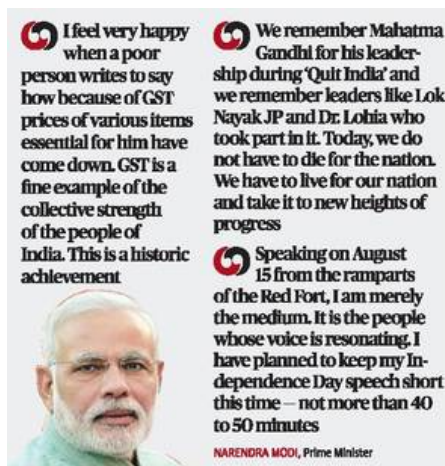 I feel very happy
when a poor
person writes to say
how because of GST
prices of various items
essential for him have
come down. GST is a
fine example of the
collective strength
of the people of
India. This is a historic
achievement
We remember Mahatma
Gandhi for his leader-
ship during ‘Quit India’ and
we remember leaders like Lok
Nayak JP and Dr. Lohia who
took part in it. Today, we do
not have to die for the nation.
We have to live for our nation
and take it to new heights of
progress
Speaking on August
15 from the ramparts
of the Red Fort, I am merely
the medium. It is the people
whose voice is resonating. I
have planned to keep my In-
dependence Day speech short
this time – not more than 40
to 50 minutes
NARENDRA MODI, Prime Minister